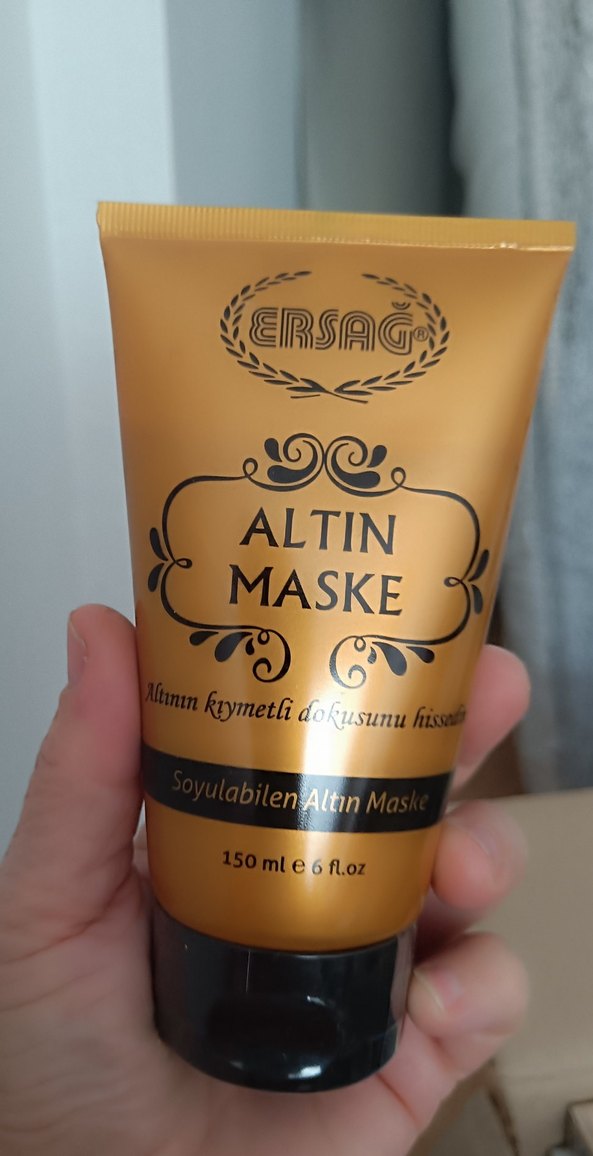 ERSAĞ®
ALTIN
MASKE
Altının kıymetli dokusunu
Soyulabilen Altın Maske
150 ml e 6 fl.oz